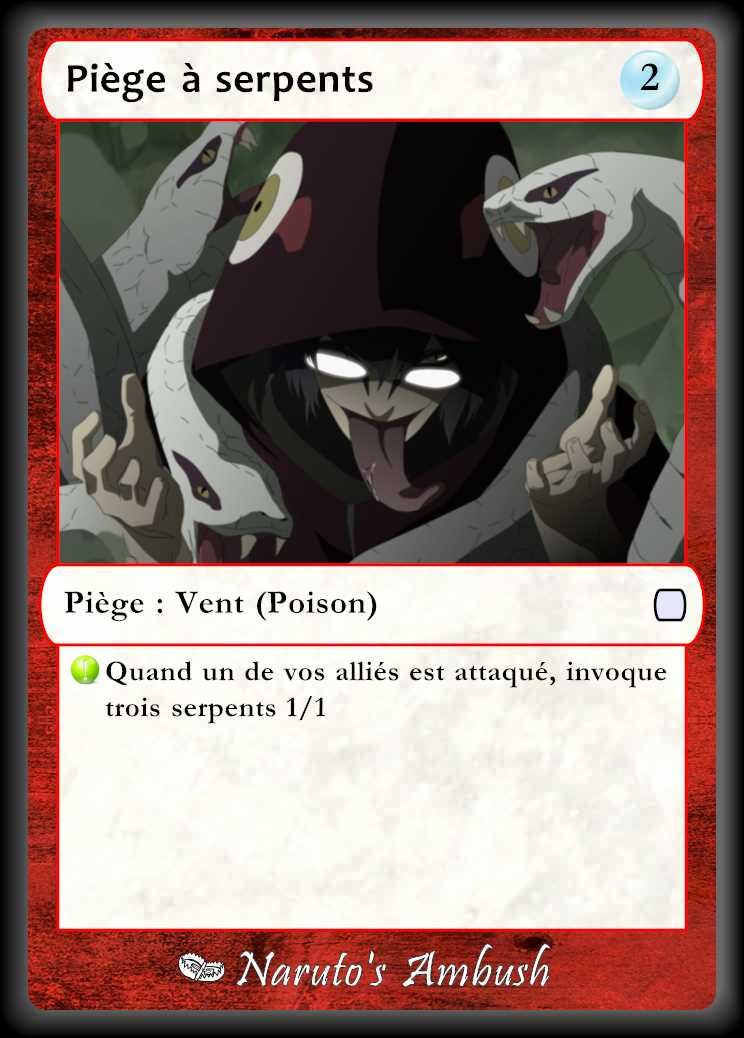 Piège à serpents
2
Piège : Vent (Poison)
Quand un de vos alliés est attaqué, invoque
trois serpents 1/1
Naruto's Ambush